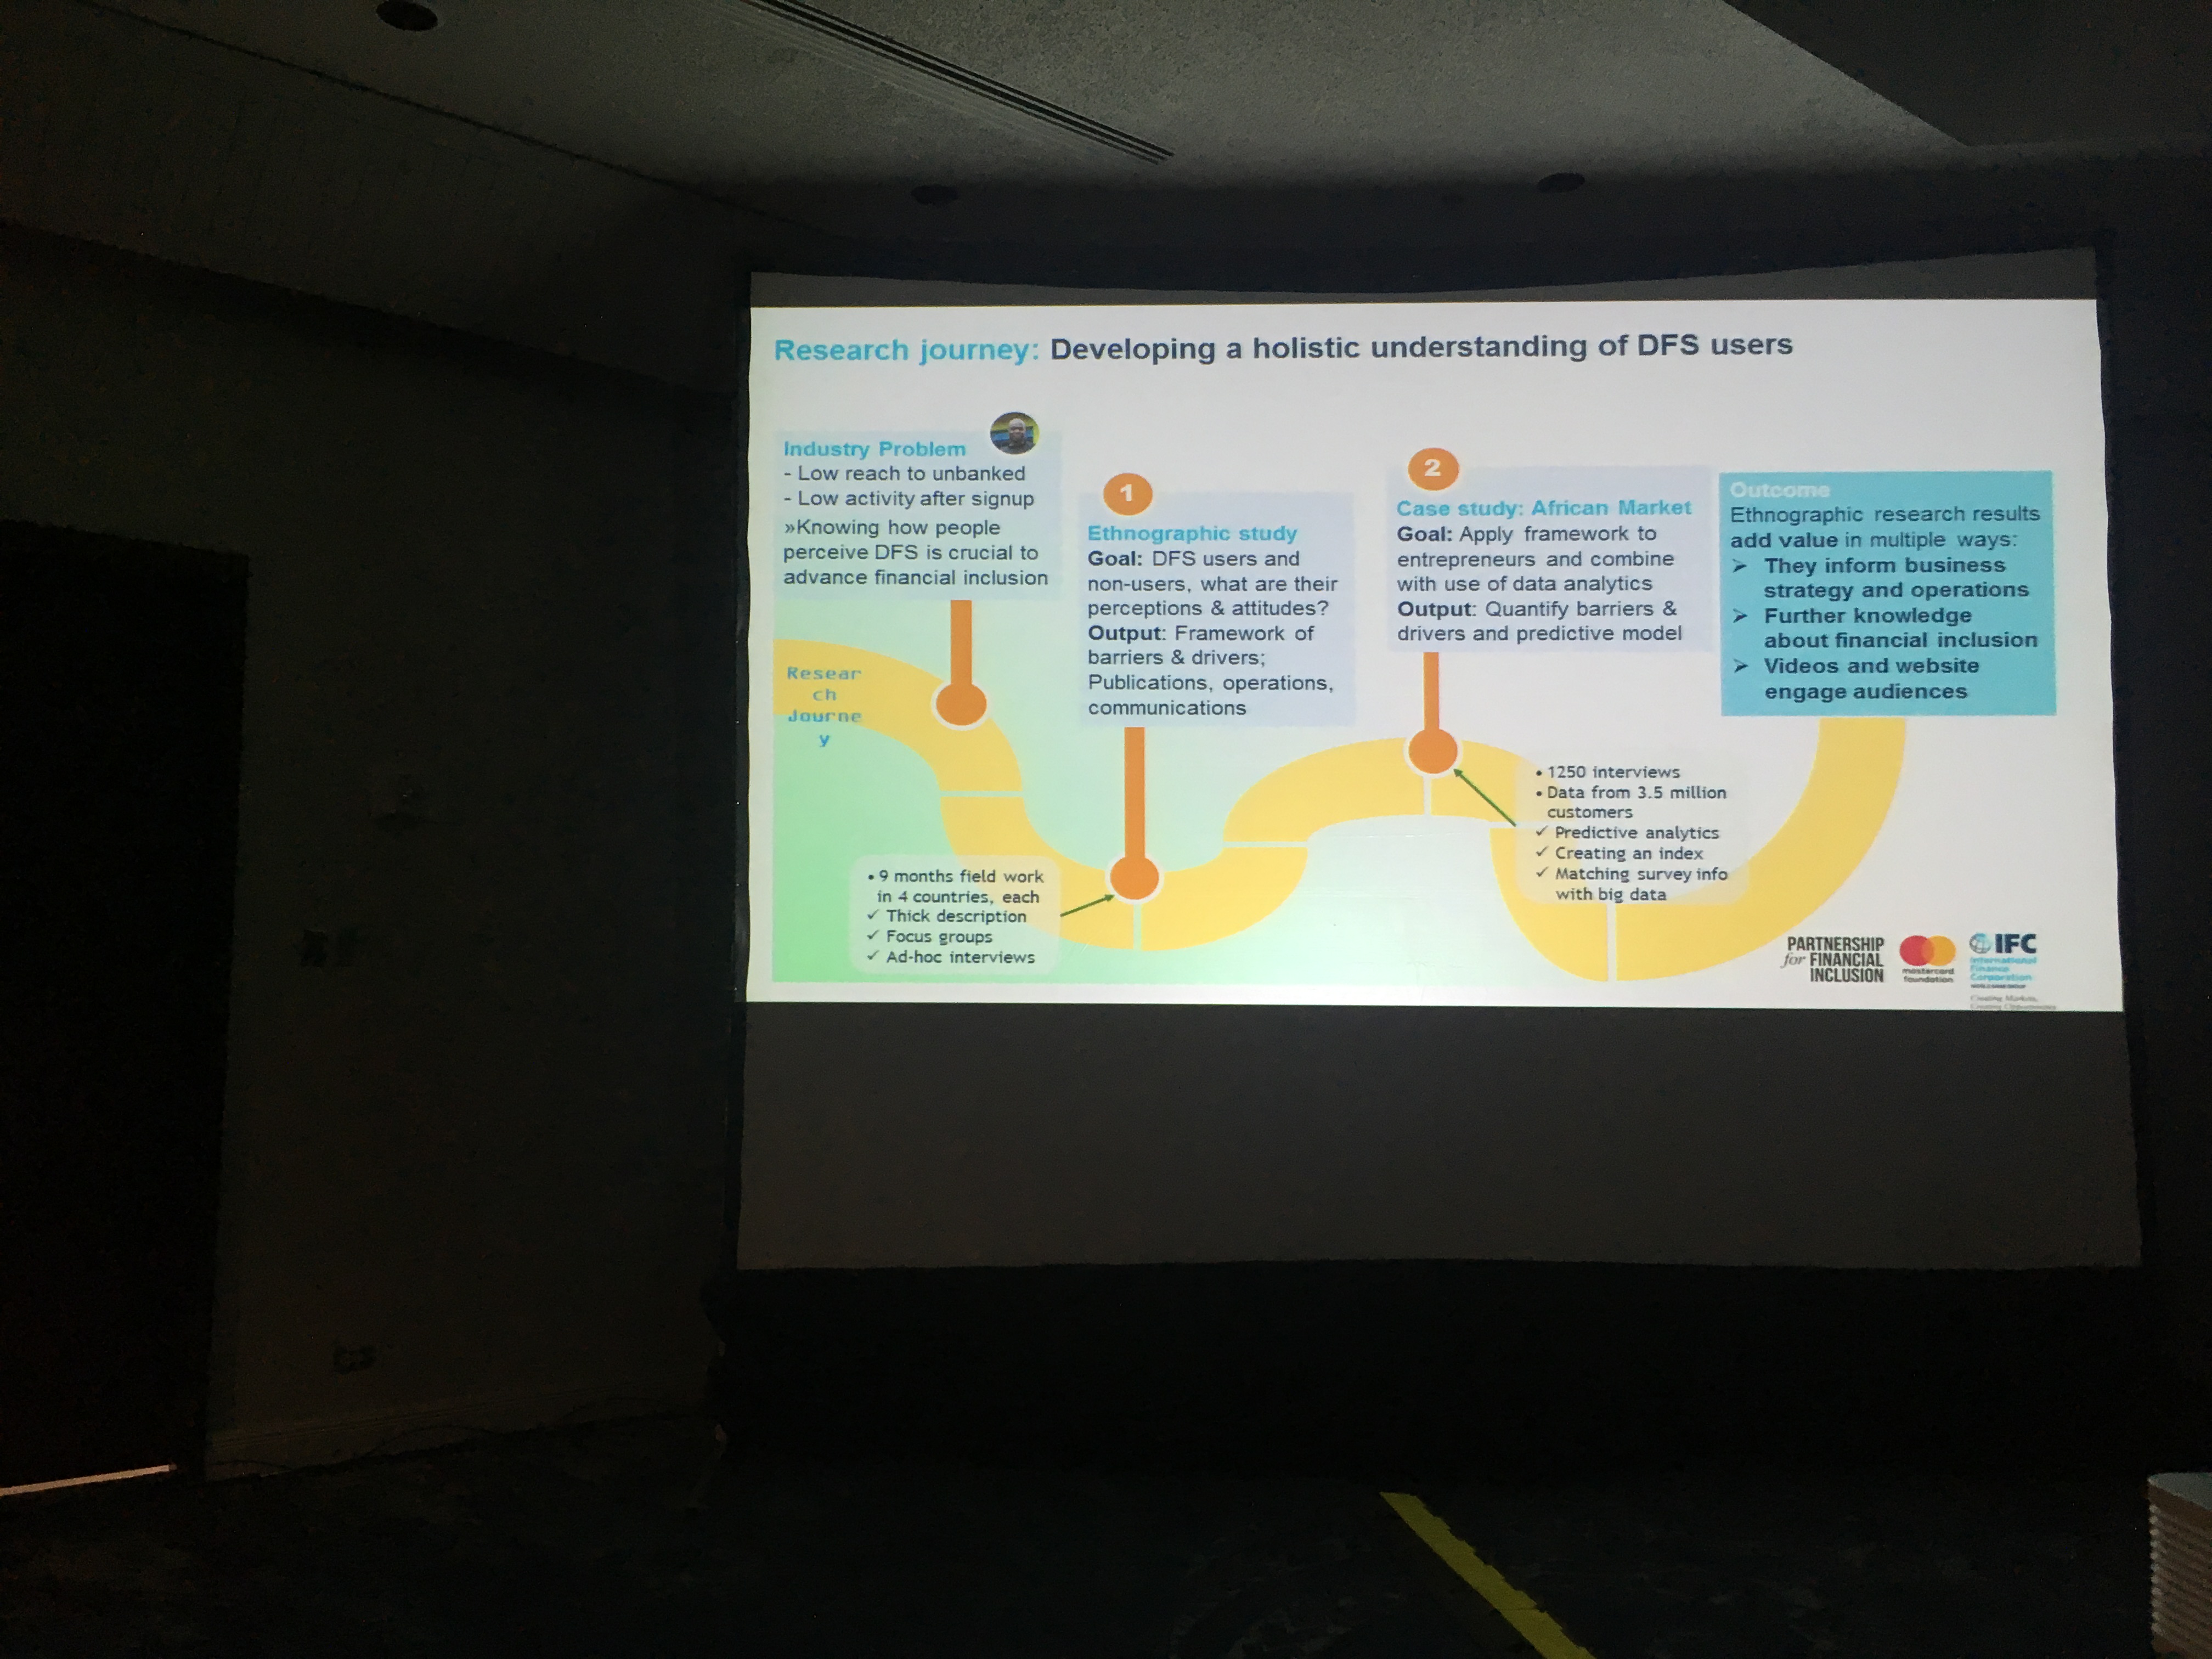 Research journey: Developing a holistic understanding of DFS users
Industry Problem
- Low reach to unbanked
- Low activity after signup
»Knowing how people
perceive DFS is crucial to
advance financial inclusion
1
Ethnographic study
Goal: DFS users and
non-users, what are their
perceptions & attitudes?
Output: Framework of
barriers & drivers;
Publications, operations,
communications
2
Case study: African Market
Goal: Apply framework to
entrepreneurs and combine
with use of data analytics
Output: Quantify barriers &
drivers and predictive model
Outcome
Ethnographic research results
add value in multiple ways:
➢ They inform business
strategy and operations
➢ Further knowledge
about financial inclusion
➢ Videos and website
engage audiences
Resear
ch
Journe
y
• 9 months field work
in 4 countries, each
✓ Thick description
✓ Focus groups
✓ Ad-hoc interviews
• 1250 interviews
• Data from 3.5 million
customers
✓ Predictive analytics
✓ Creating an index
✓ Matching survey info
with big data
PARTNERSHIP
for FINANCIAL
INCLUSION
mastercard
foundation
IFC
International
Finance
Corporation
WORLD BANK GROUP
Creating Markets,
Creating Opportunities